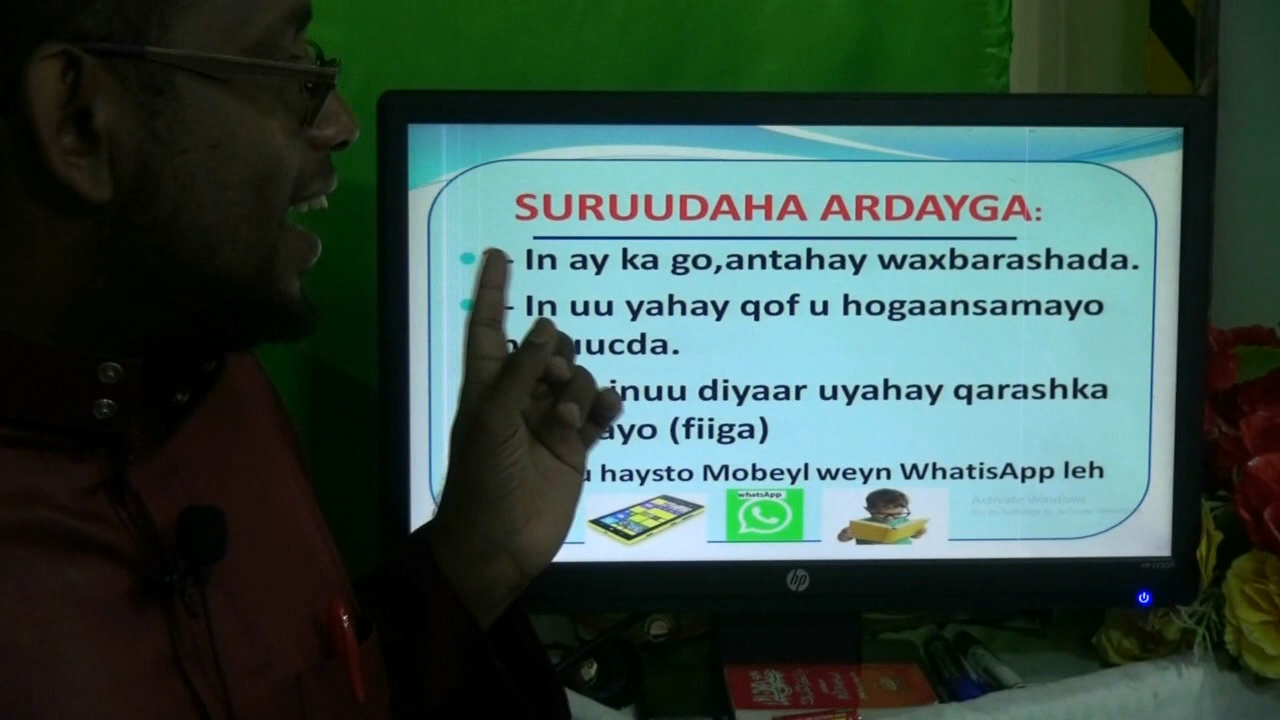 SURUUDAHA ARDAYGA:
- In ay ka go,antahay waxbarashada.
- In uu yahay qof u hogaansamayo
inuu diyaar uyahay qarashka
(fiiga)
haysto Mobeyl weyn WhatisApp leh
whatsApp
Activate Windows
hp